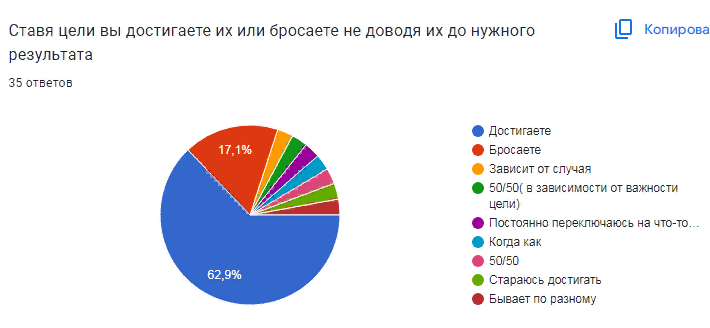 Ставя цели вы достигаете их или бросаете не доводя их до нужного
результата
Копирова
35 ответов
17,1%
62,9%
Достигаете
Бросаете
Зависит от случая
50/50( в зависимости от важности
цели)
Постоянно переключаюсь на что-то…
Когда как
50/50
Стараюсь достигать
Бывает по разному